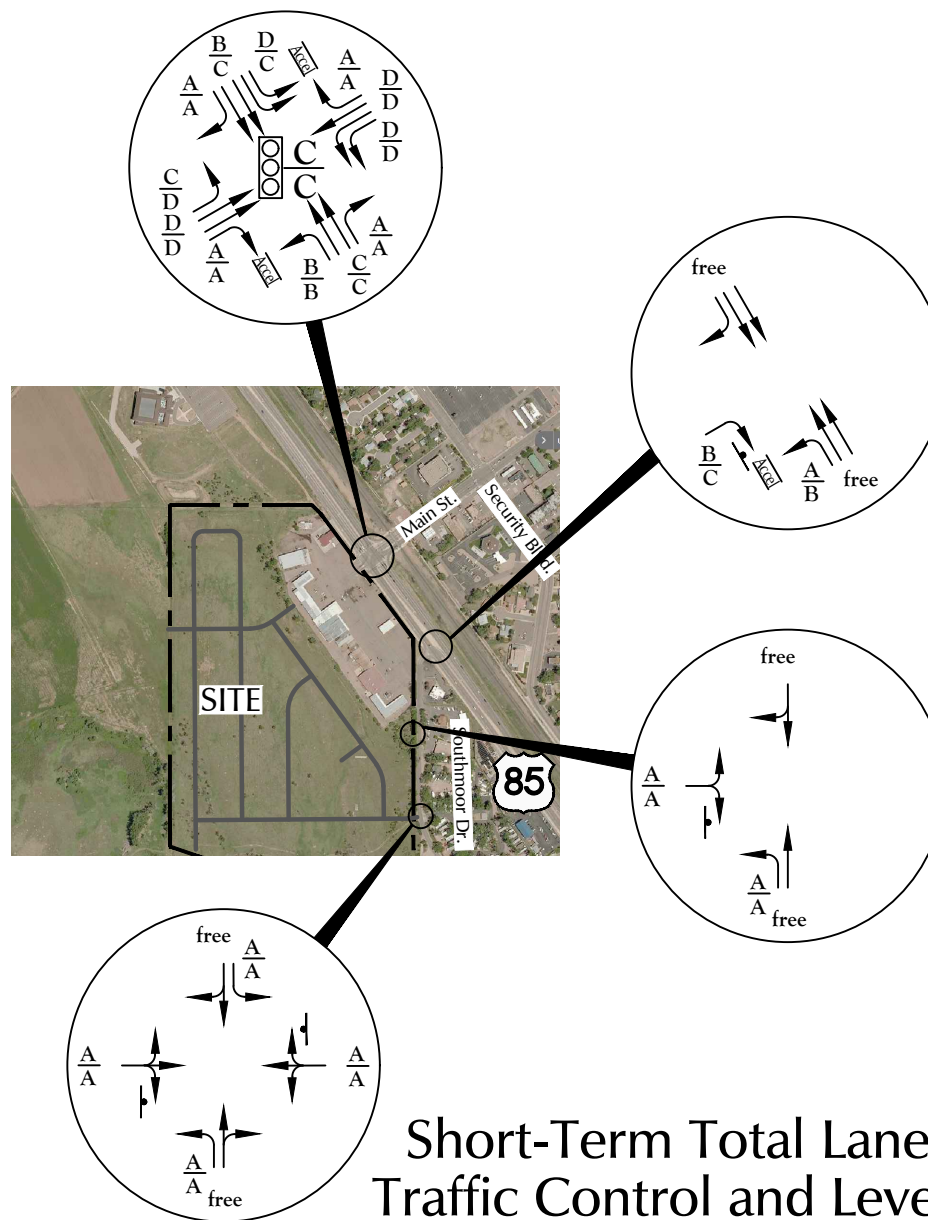 B
C
D
C
Accel
A
A
A
A
D
D
D
D
C
C
C
D
D
D
A
A
Accel
B
B
C
C
A
A
free
B
C
Accel
A
B
free
Main St.
Security Blvd.
SITE
Southmoor Dr.
85
free
A
A
A
A
free
free
A
A
A
A
A
A
A
A
free
Short-Term Total Lane
Traffic Control and Leve